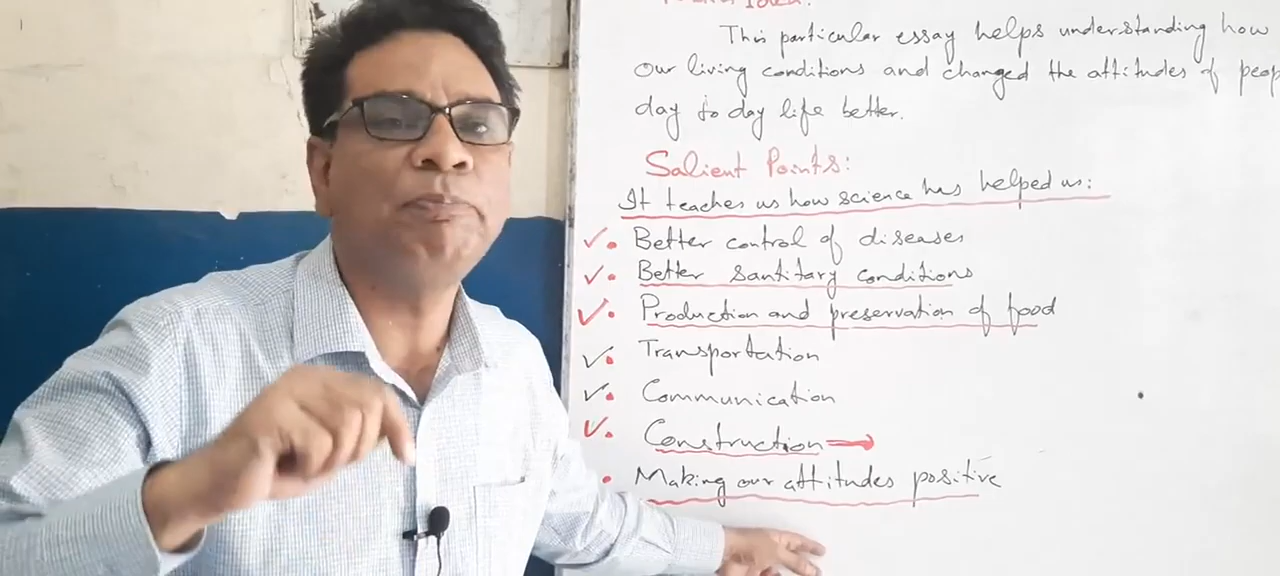 This particular essay helps understanding how
our living conditions and changed the attitudes of peop
day to day life better.
Salient Points:
It teaches us how science has helped us:
✓• Better control of diseases
✓• Better santitary conditions
✓• Production and preservation of food
✓• Transportation
✓• Communication
✓• Construction →
• Making our attitudes positive